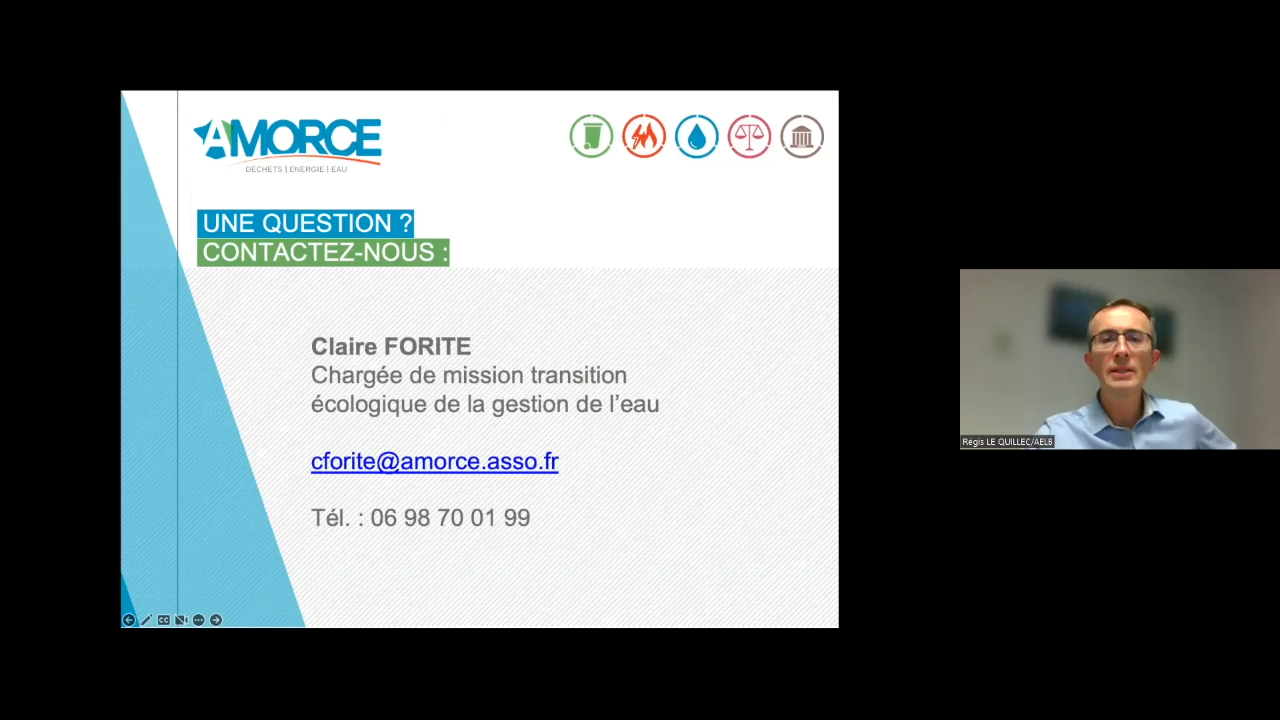 AMORCE
DÉCHETS | ÉNERGIE | EAU
UNE QUESTION ?
CONTACTEZ-NOUS :
Claire FORITE
Chargée de mission transition
écologique de la gestion de l'eau
cforite@amorce.asso.fr
Tél. : 06 98 70 01 99
CC
Régis LE QUILLEC/AELB